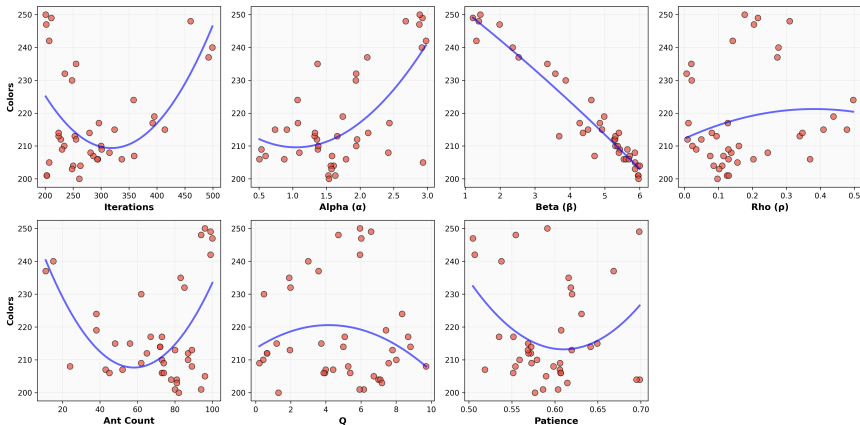 Colors
250
240
230
220
210
200
200 250 300 350 400 450 500
Iterations
250
240
230
220
210
200
0.5 1.0 1.5 2.0 2.5 3.0
Alpha (α)
250
240
230
220
210
200
1 2 3 4 5 6
Beta (β)
250
240
230
220
210
200
0.0 0.1 0.2 0.3 0.4 0.5
Rho (ρ)
Colors
250
240
230
220
210
200
20 40 60 80 100
Ant Count
250
240
230
220
210
200
0 2 4 6 8 10
Q
250
240
230
220
210
200
0.50 0.55 0.60 0.65 0.70
Patience